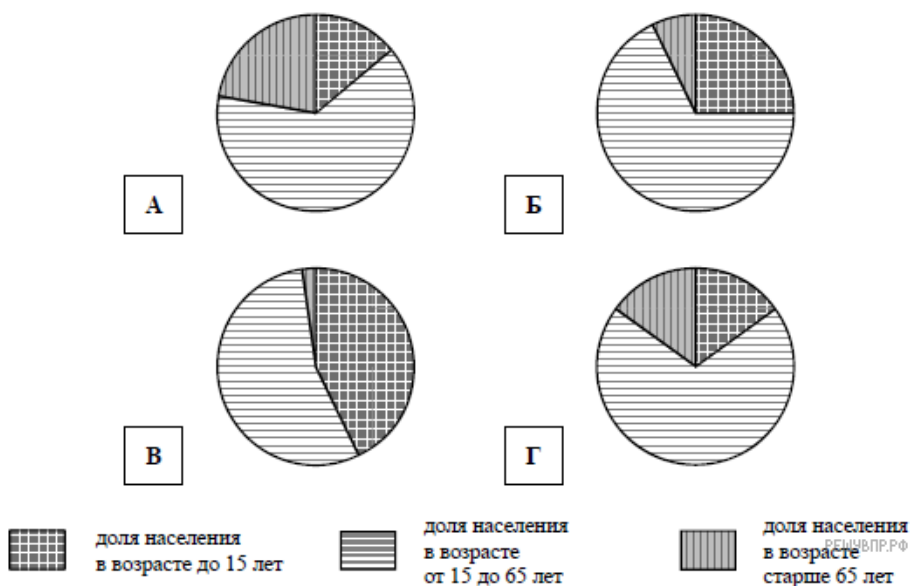 А
Б
В
Г
доля населения
в возрасте до 15 лет
доля населения
в возрасте
от 15 до 65 лет
доля населения
в возрасте
старше 65 лет
РЕШУВПР.РФ